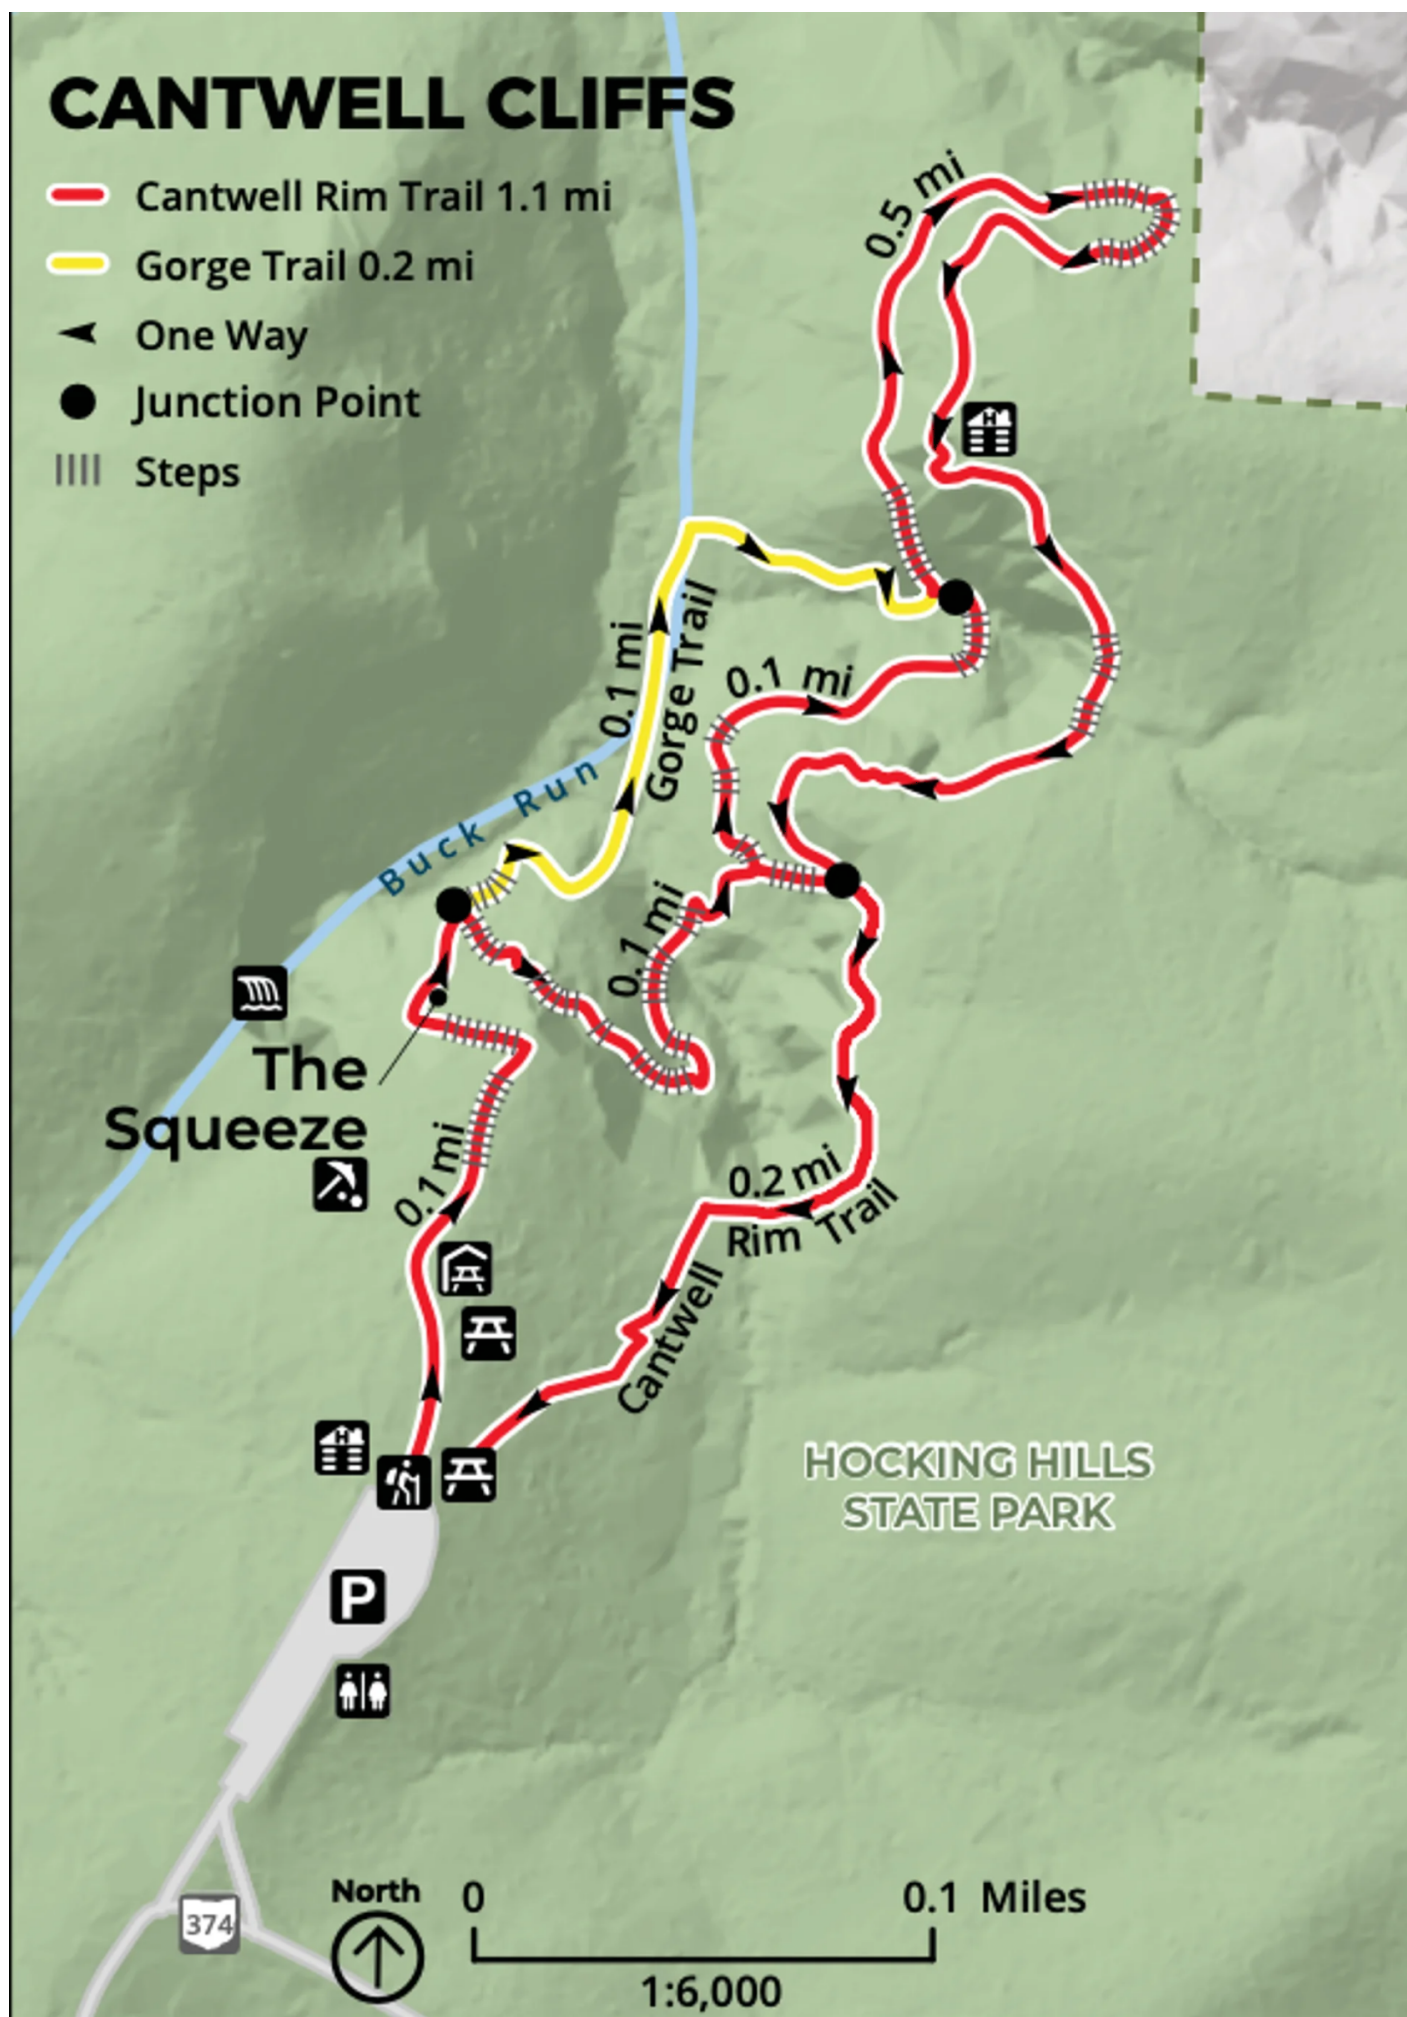 CANTWELL CLIFFS
Cantwell Rim Trail 1.1 mi
Gorge Trail 0.2 mi
One Way
Junction Point
Steps
0.5 mi
0.1 mi
Gorge Trail
0.1 mi
Buck Run
0.1 mi
The
Squeeze
0.1 mi
0.2 mi
Cantwell Rim Trail
HOCKING HILLS
STATE PARK
P
374
North
0
0.1 Miles
1:6,000